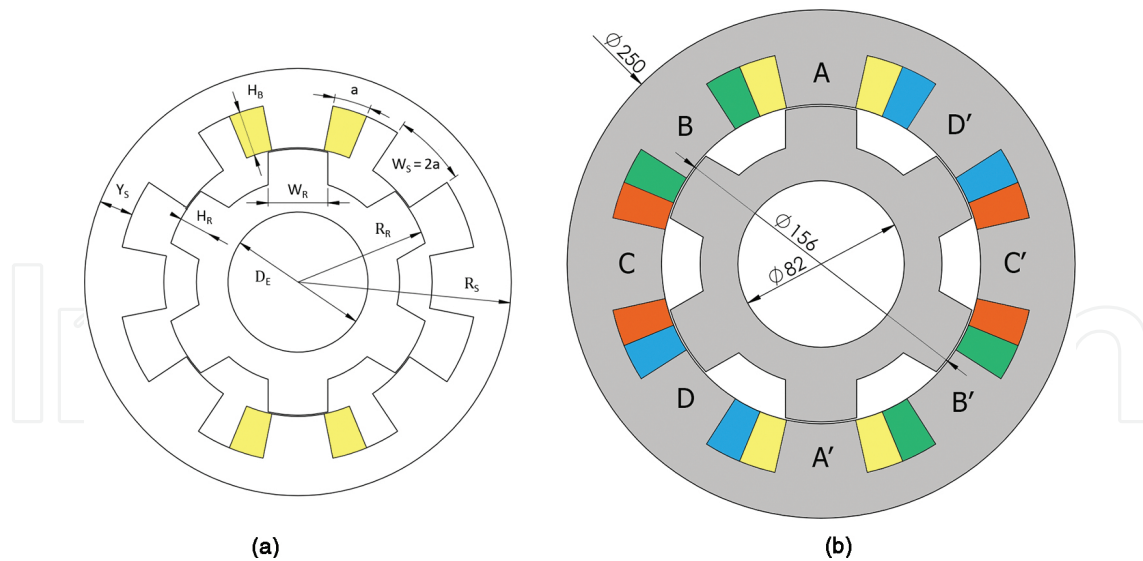 H_B
a
W_S = 2a
Y_S
W_R
H_R
R_R
D_E
R_S
(a)
Ø250
A
B
D′
Ø156
Ø82
C
C′
D
B′
A′
(b)